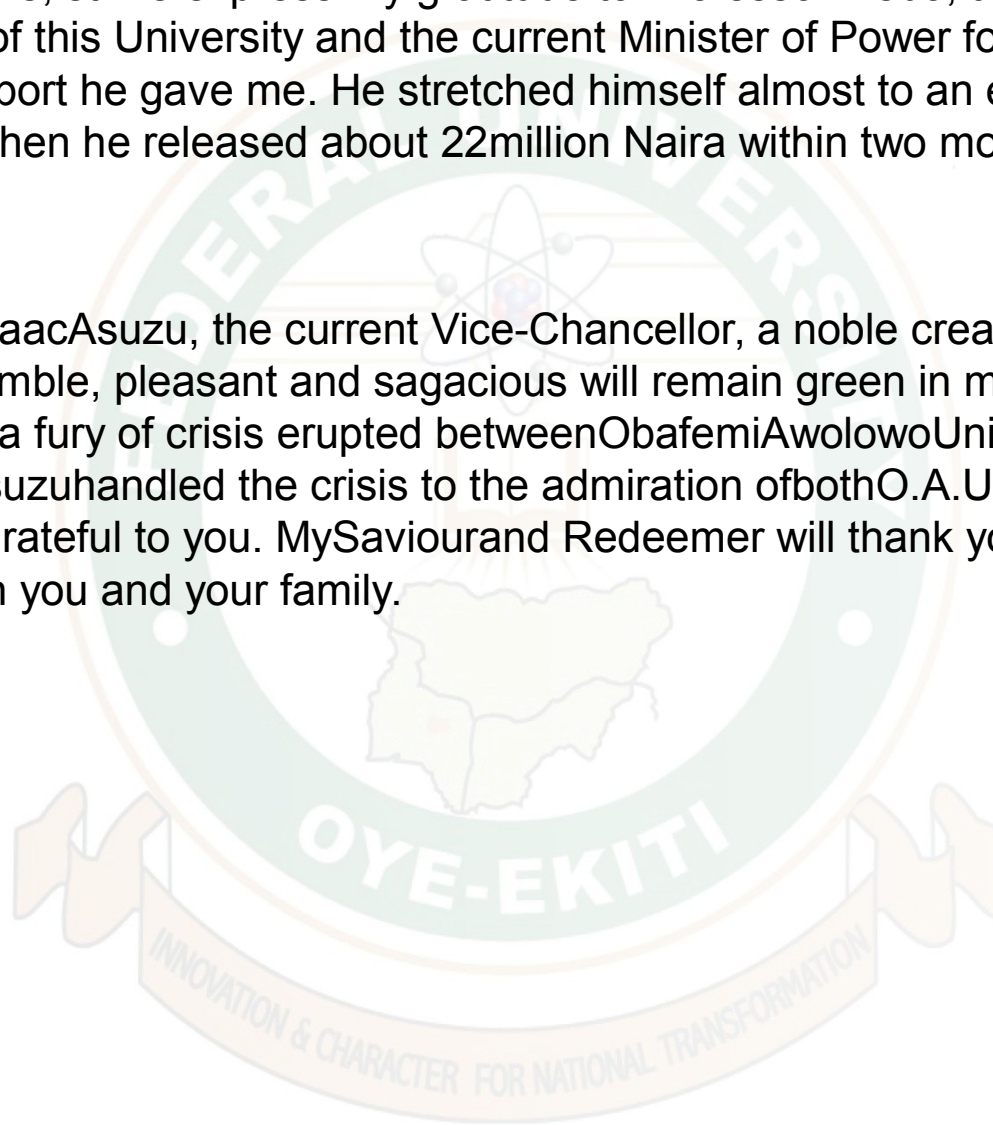 of this University and the current Minister of Power fo
port he gave me. He stretched himself almost to an e
hen he released about 22million Naira within two mo
aacAsuzu, the current Vice-Chancellor, a noble crea
mble, pleasant and sagacious will remain green in m
a fury of crisis erupted betweenObafemiAwolowoUni
suzuhandled the crisis to the admiration ofbothO.A.U
rateful to you. MySaviourand Redeemer will thank yo
you and your family.
FEDERAL UNIVERSITY
OYE-EKITI
INNOVATION & CHARACTER FOR NATIONAL TRANSFORMATION